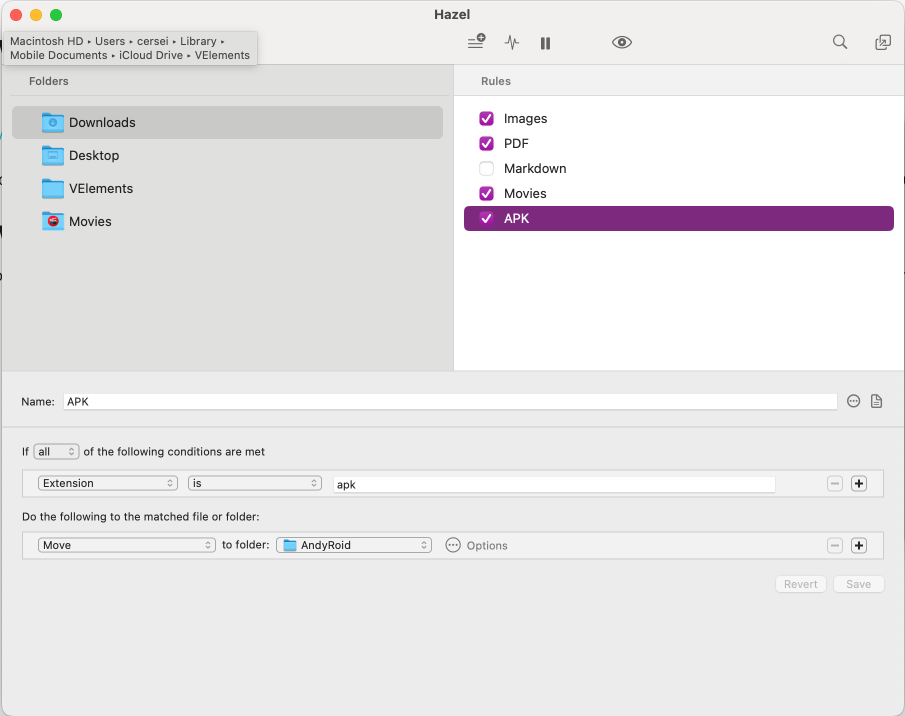 Hazel
Macintosh HD ▸ Users ▸ cersei ▸ Library ▸
Mobile Documents ▸ iCloud Drive ▸ VElements
Folders
Downloads
Desktop
VElements
Movies
Rules
Images
PDF
Markdown
Movies
APK
Name: APK
If all of the following conditions are met
Extension is apk
Do the following to the matched file or folder:
Move to folder: AndyRoid Options
Revert Save